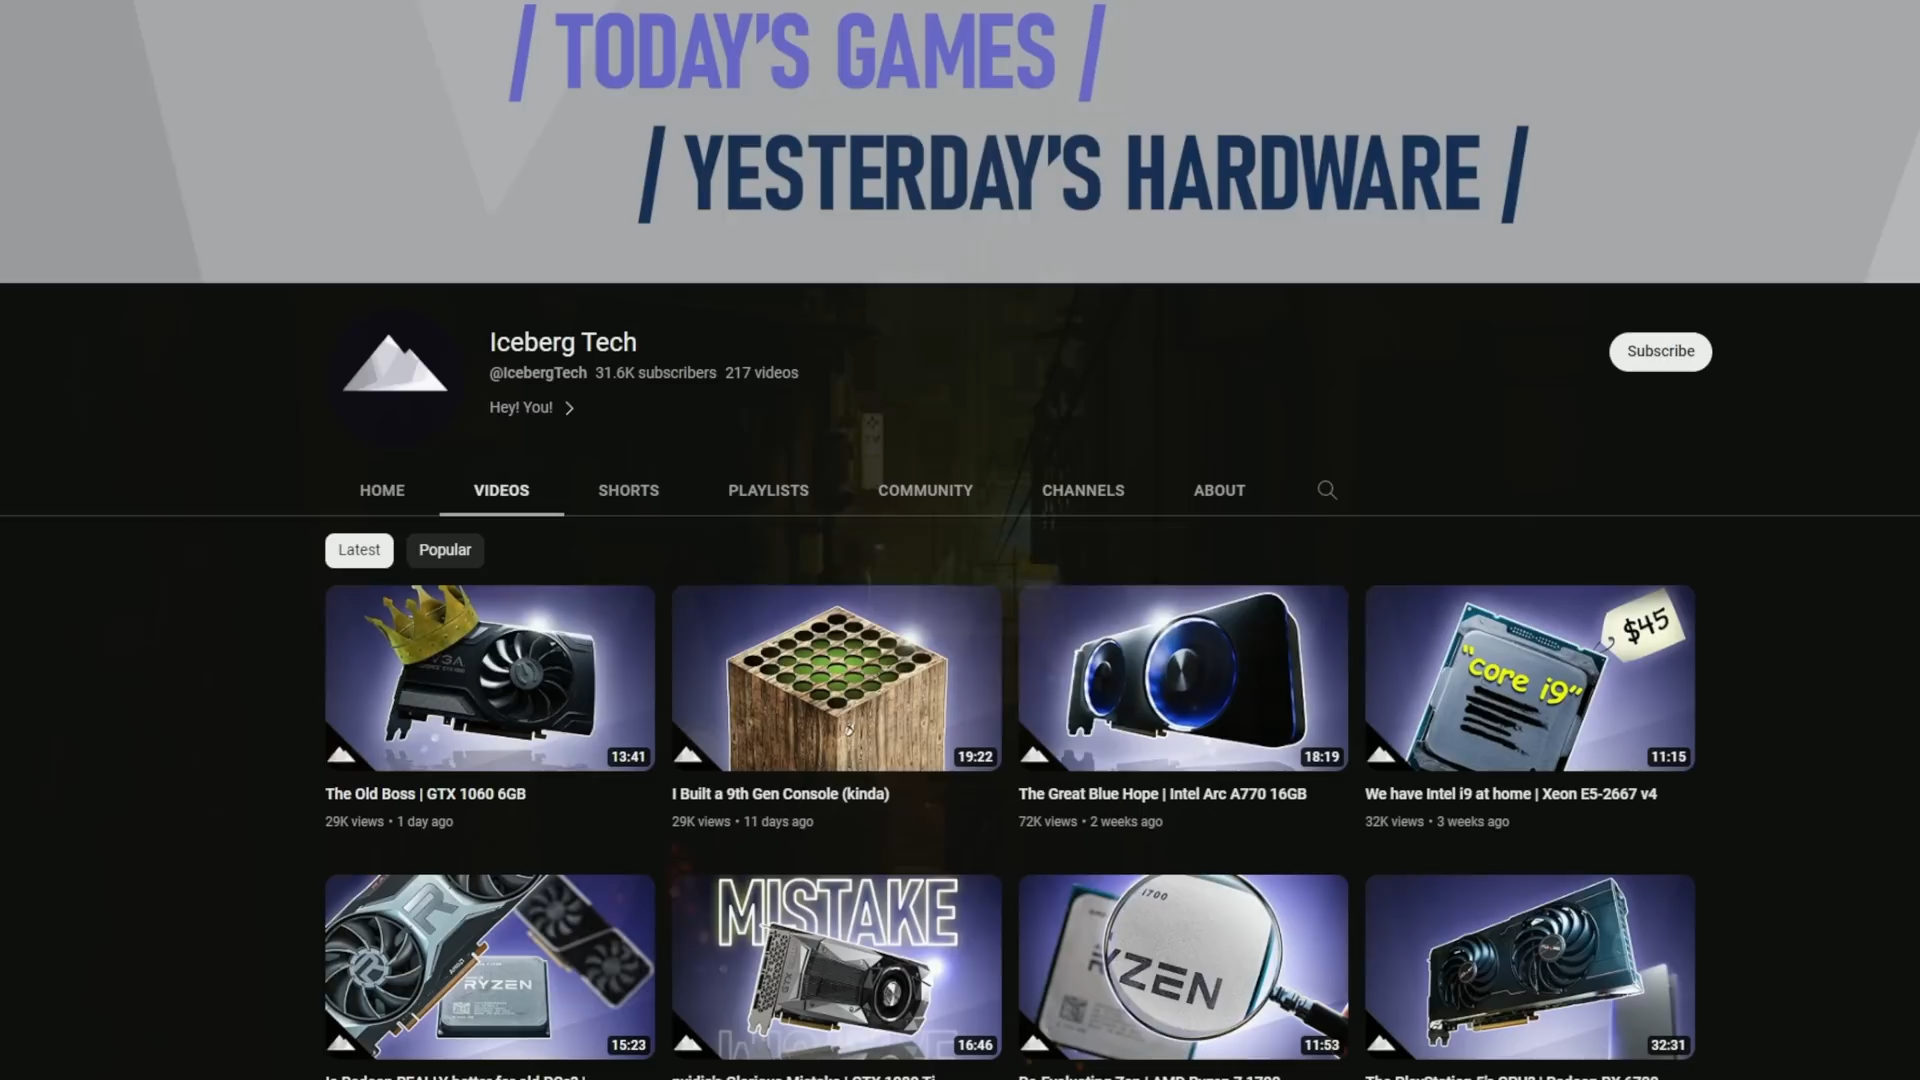 / TODAY'S GAMES /
/ YESTERDAY'S HARDWARE /
Iceberg Tech
@IcebergTech 31.6K subscribers 217 videos
Hey! You!
Subscribe
HOME VIDEOS SHORTS PLAYLISTS COMMUNITY CHANNELS ABOUT
Latest Popular
EVGA
"core i9"
$45
13:41
19:22
18:19
11:15
The Old Boss | GTX 1060 6GB
29K views • 1 day ago
I Built a 9th Gen Console (kinda)
29K views • 11 days ago
The Great Blue Hope | Intel Arc A770 16GB
72K views • 2 weeks ago
We have Intel i9 at home | Xeon E5-2667 v4
32K views • 3 weeks ago
RYZEN
15:23
MISTAKE
GTX
16:46
1700
RYZEN
11:53
32:31